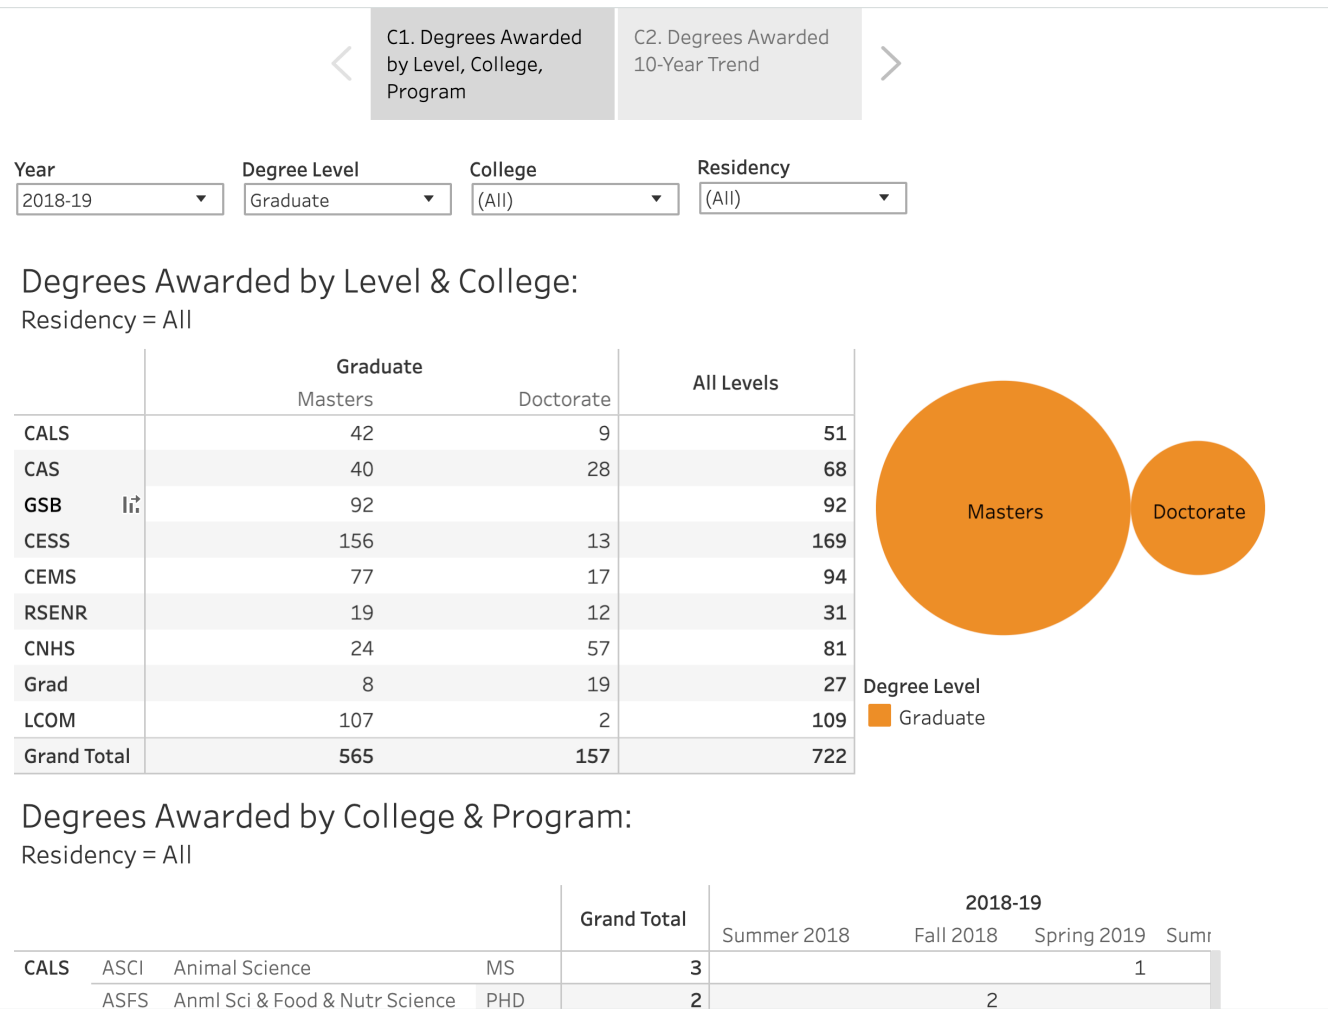 C1. Degrees Awarded by Level, College, Program
C2. Degrees Awarded 10-Year Trend
Year Degree Level College Residency
2018-19 Graduate (All) (All)
Degrees Awarded by Level & College:
Residency = All
Graduate All Levels
Masters Doctorate
CALS 42 9 51
CAS 40 28 68
GSB 92 92
CESS 156 13 169
CEMS 77 17 94
RSENR 19 12 31
CNHS 24 57 81
Grad 8 19 27
LCOM 107 2 109
Grand Total 565 157 722
Masters Doctorate
Degree Level
Graduate
Degrees Awarded by College & Program:
Residency = All
Grand Total 2018-19
Summer 2018 Fall 2018 Spring 2019
CALS ASCI Animal Science MS 3 1
ASFS Anml Sci & Food & Nutr Science PHD 2 2